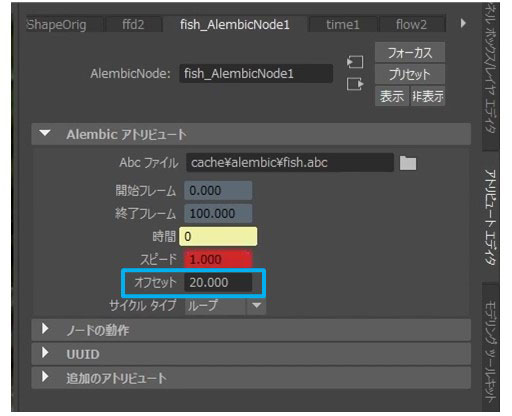 ShapeOrig ffd2 fish_AlembicNode1 time1 flow2
AlembicNode: fish_AlembicNode1
フォーカス
プリセット
表示 非表示
Alembic アトリビュート
Abc ファイル cache¥alembic¥fish.abc
開始フレーム 0.000
終了フレーム 100.000
時間 0
スピード 1.000
オフセット 20.000
サイクル タイプ ループ
ノードの動作
UUID
追加のアトリビュート
ネル ボックス/レイヤ エディタ
アトリビュート エディタ
モデリング ツールキット